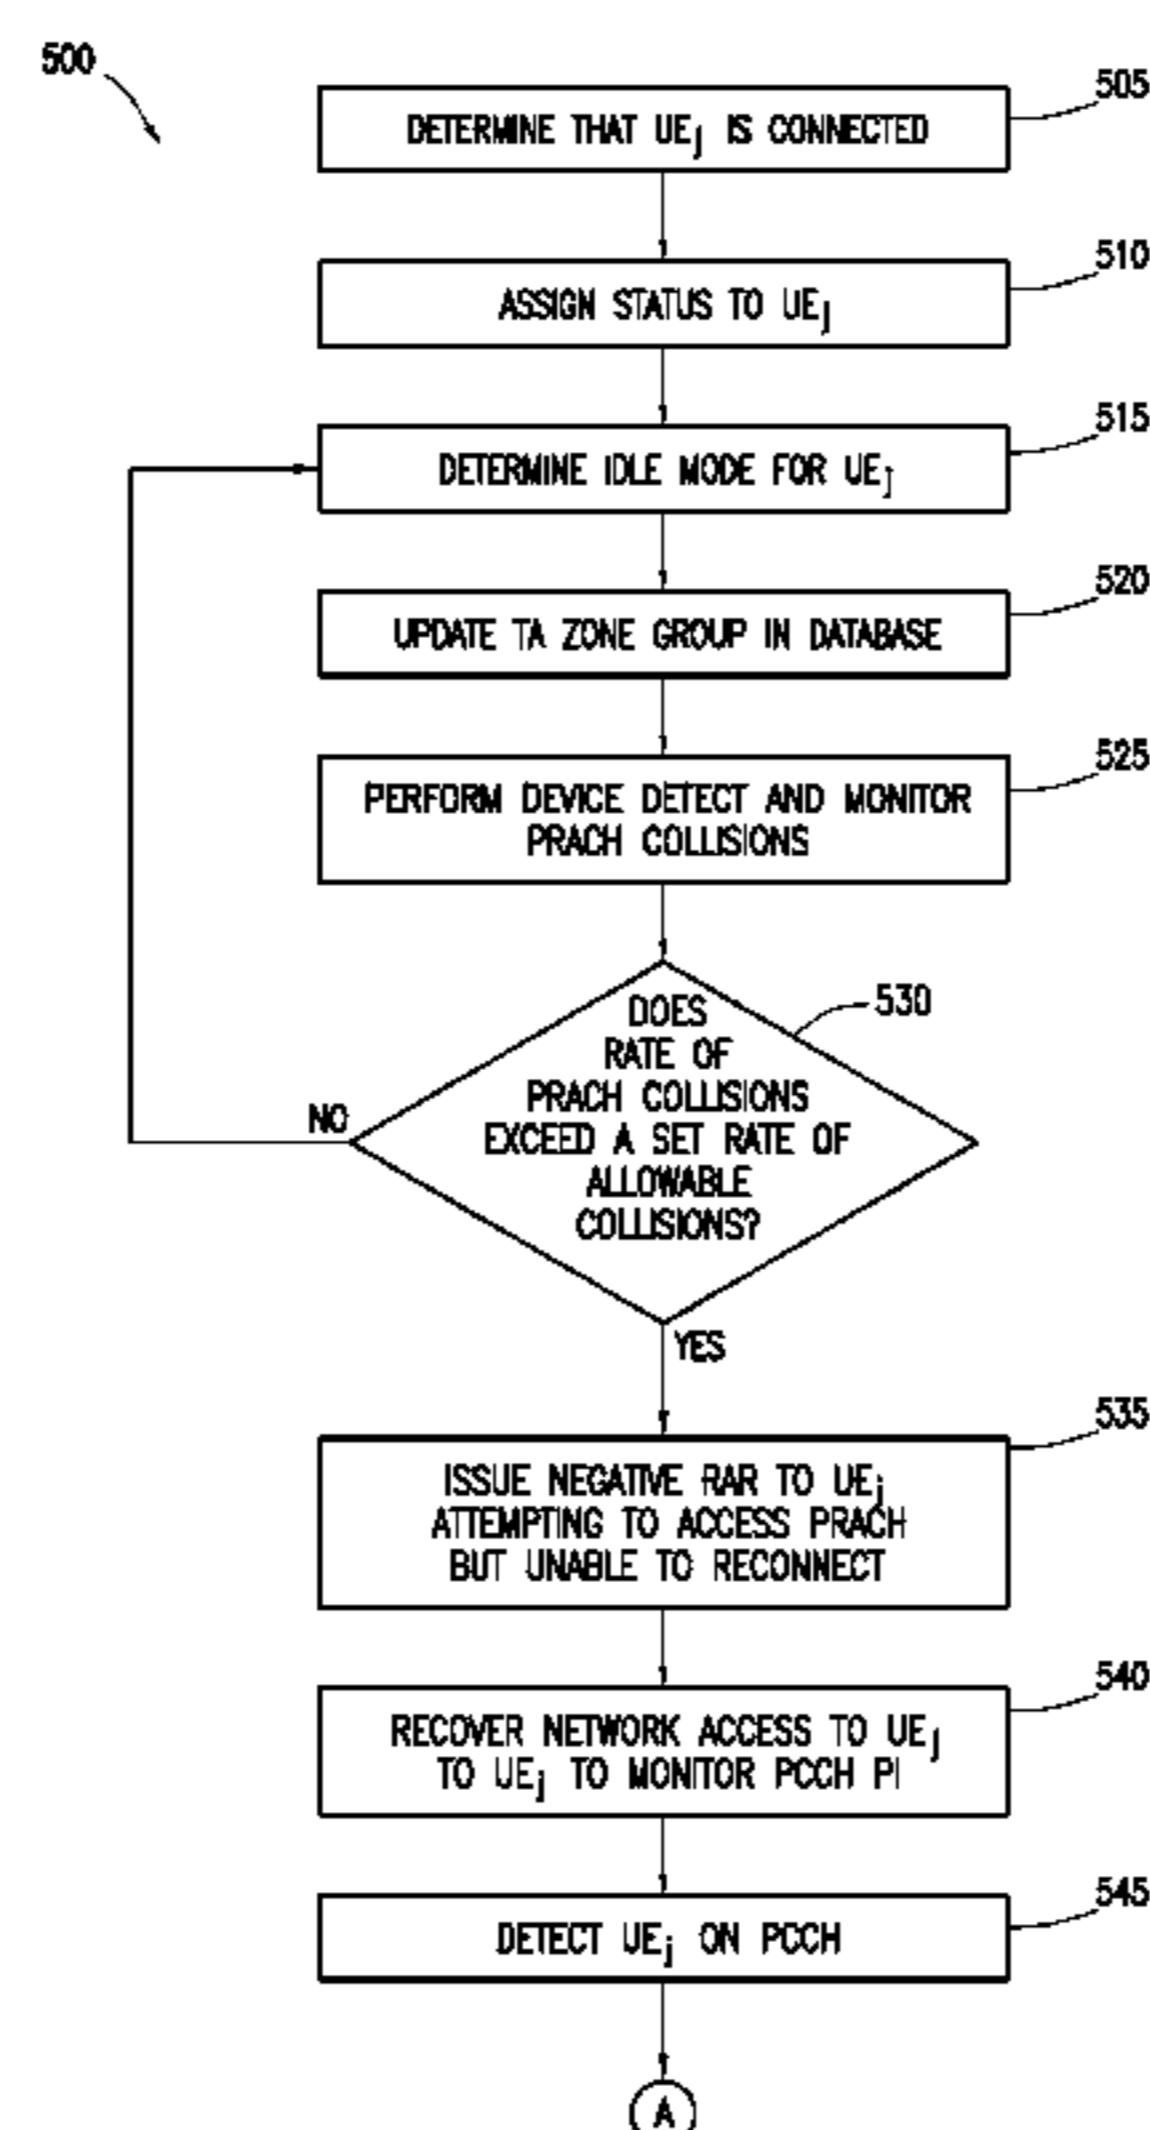 500
DETERMINE THAT UEj IS CONNECTED
505
ASSIGN STATUS TO UEj
510
DETERMINE IDLE MODE FOR UEj
515
UPDATE TA ZONE GROUP IN DATABASE
520
PERFORM DEVICE DETECT AND MONITOR
PRACH COLLISIONS
525
DOES
RATE OF
PRACH COLLISIONS
EXCEED A SET RATE OF
ALLOWABLE
COLLISIONS?
530
NO
YES
ISSUE NEGATIVE RAR TO UEj
ATTEMPTING TO ACCESS PRACH
BUT UNABLE TO RECONNECT
535
RECOVER NETWORK ACCESS TO UEj
TO UEj TO MONITOR PCCH PI
540
DETECT UEj ON PCCH
545
A